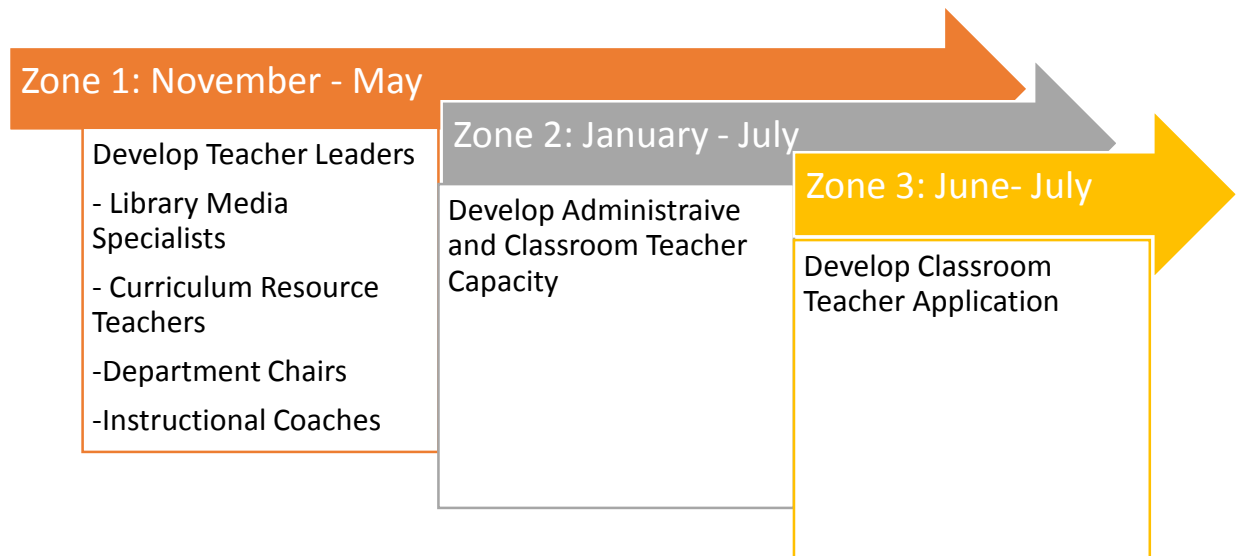 Zone 1: November - May
Develop Teacher Leaders
- Library Media
Specialists
- Curriculum Resource
Teachers
-Department Chairs
-Instructional Coaches
Zone 2: January - July
Develop Administraive
and Classroom Teacher
Capacity
Zone 3: June- July
Develop Classroom
Teacher Application